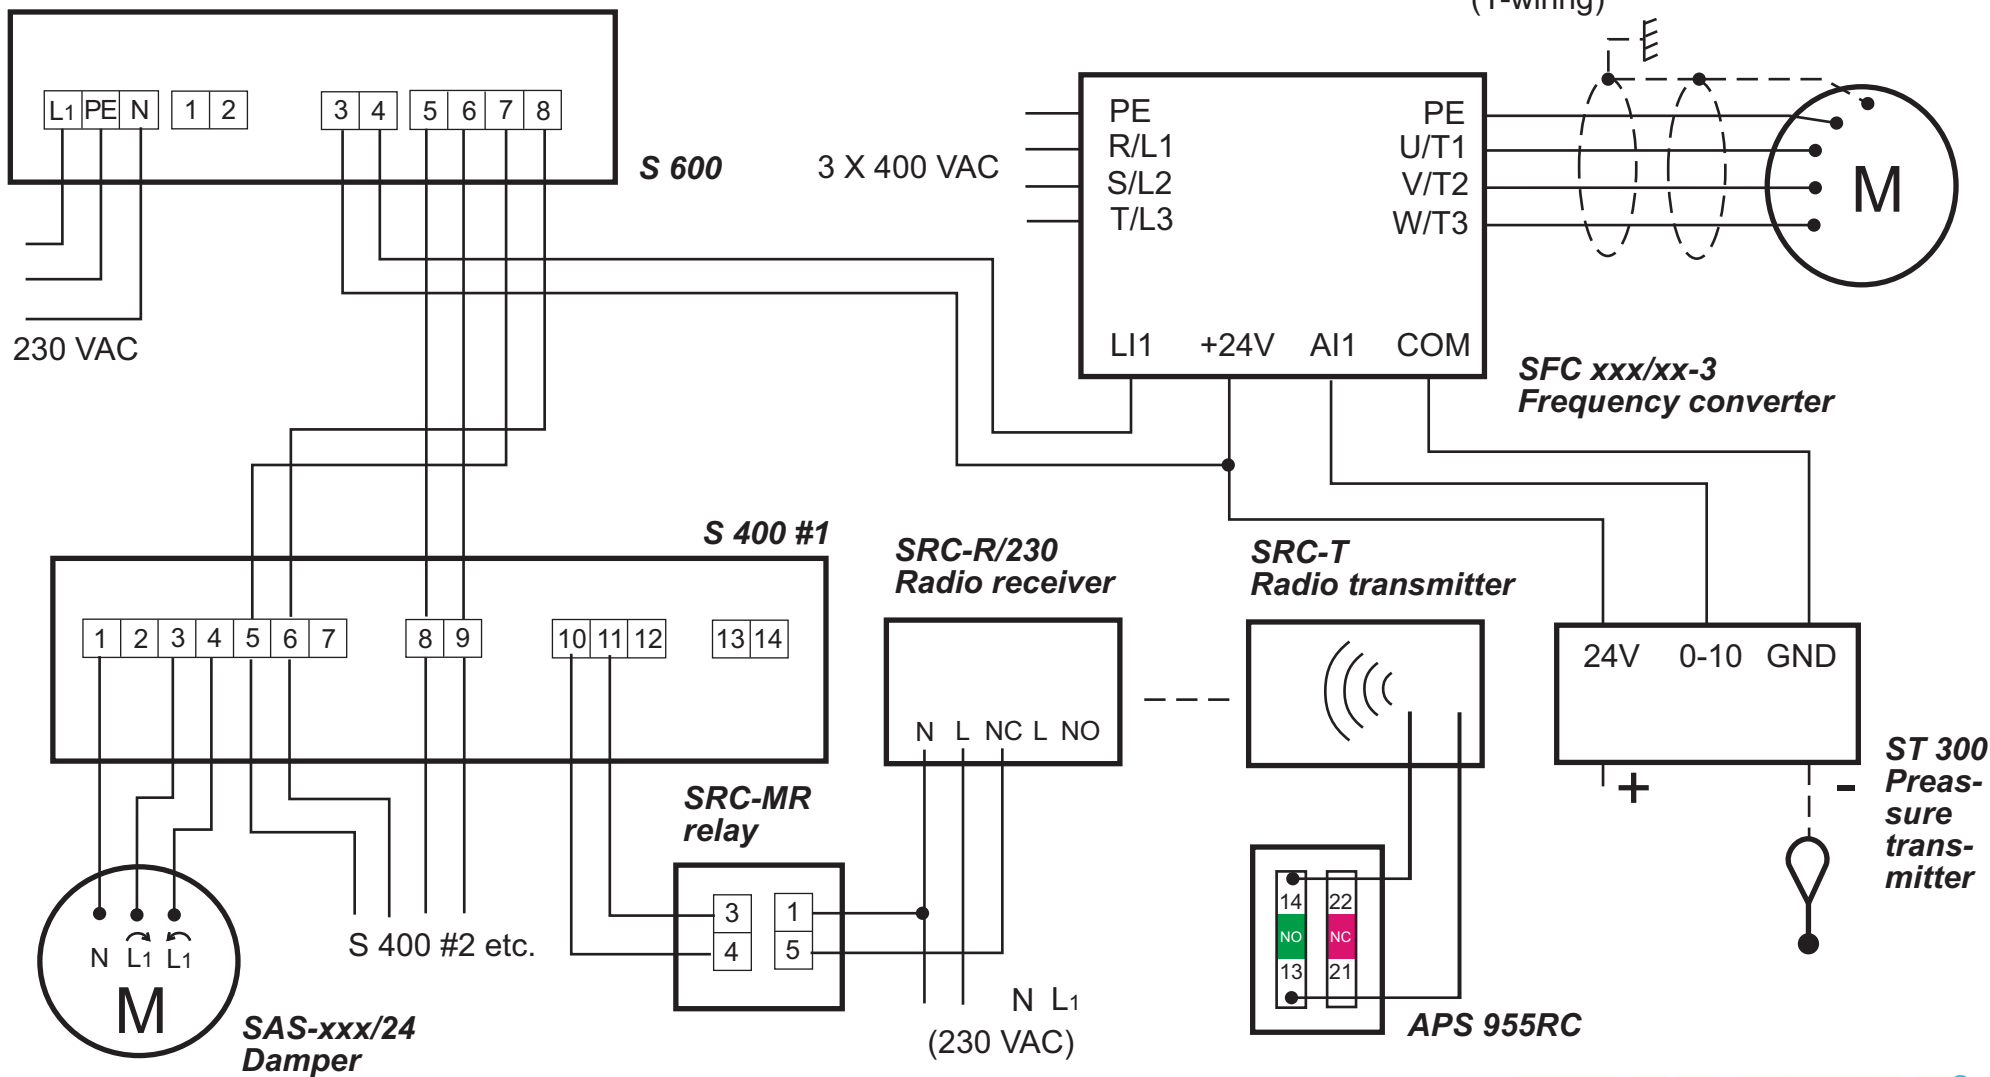 (Y-wiring)
L1 PE N 1 2 3 4 5 6 7 8
S 600
230 VAC
3 X 400 VAC
PE
R/L1
S/L2
T/L3
PE
U/T1
V/T2
W/T3
M
LI1 +24V AI1 COM
SFC xxx/xx-3
Frequency converter
S 400 #1
1 2 3 4 5 6 7 8 9 10 11 12 13 14
SRC-R/230
Radio receiver
N L NC L NO
SRC-T
Radio transmitter
24V 0-10 GND
+ -
ST 300
Preas-
sure
trans-
mitter
SRC-MR
relay
3 1
4 5
N L1
(230 VAC)
14 22
NO NC
13 21
APS 955RC
S 400 #2 etc.
N L1 L1
M
SAS-xxx/24
Damper